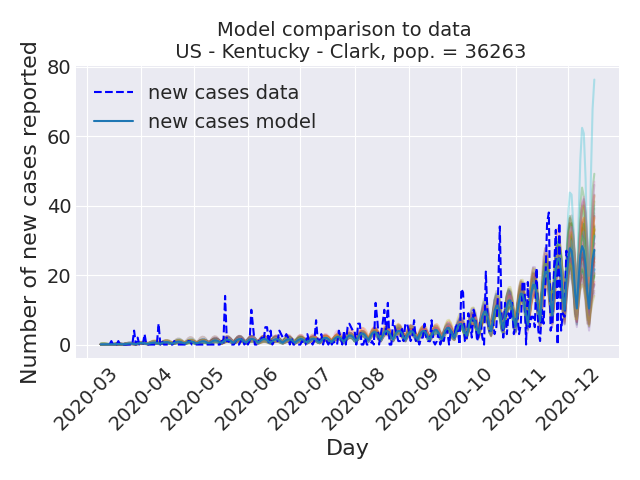 Model comparison to data
US - Kentucky - Clark, pop. = 36263
Number of new cases reported
80
60
40
20
0
new cases data
new cases model
2020-03
2020-04
2020-05
2020-06
2020-07
2020-08
2020-09
2020-10
2020-11
2020-12
Day